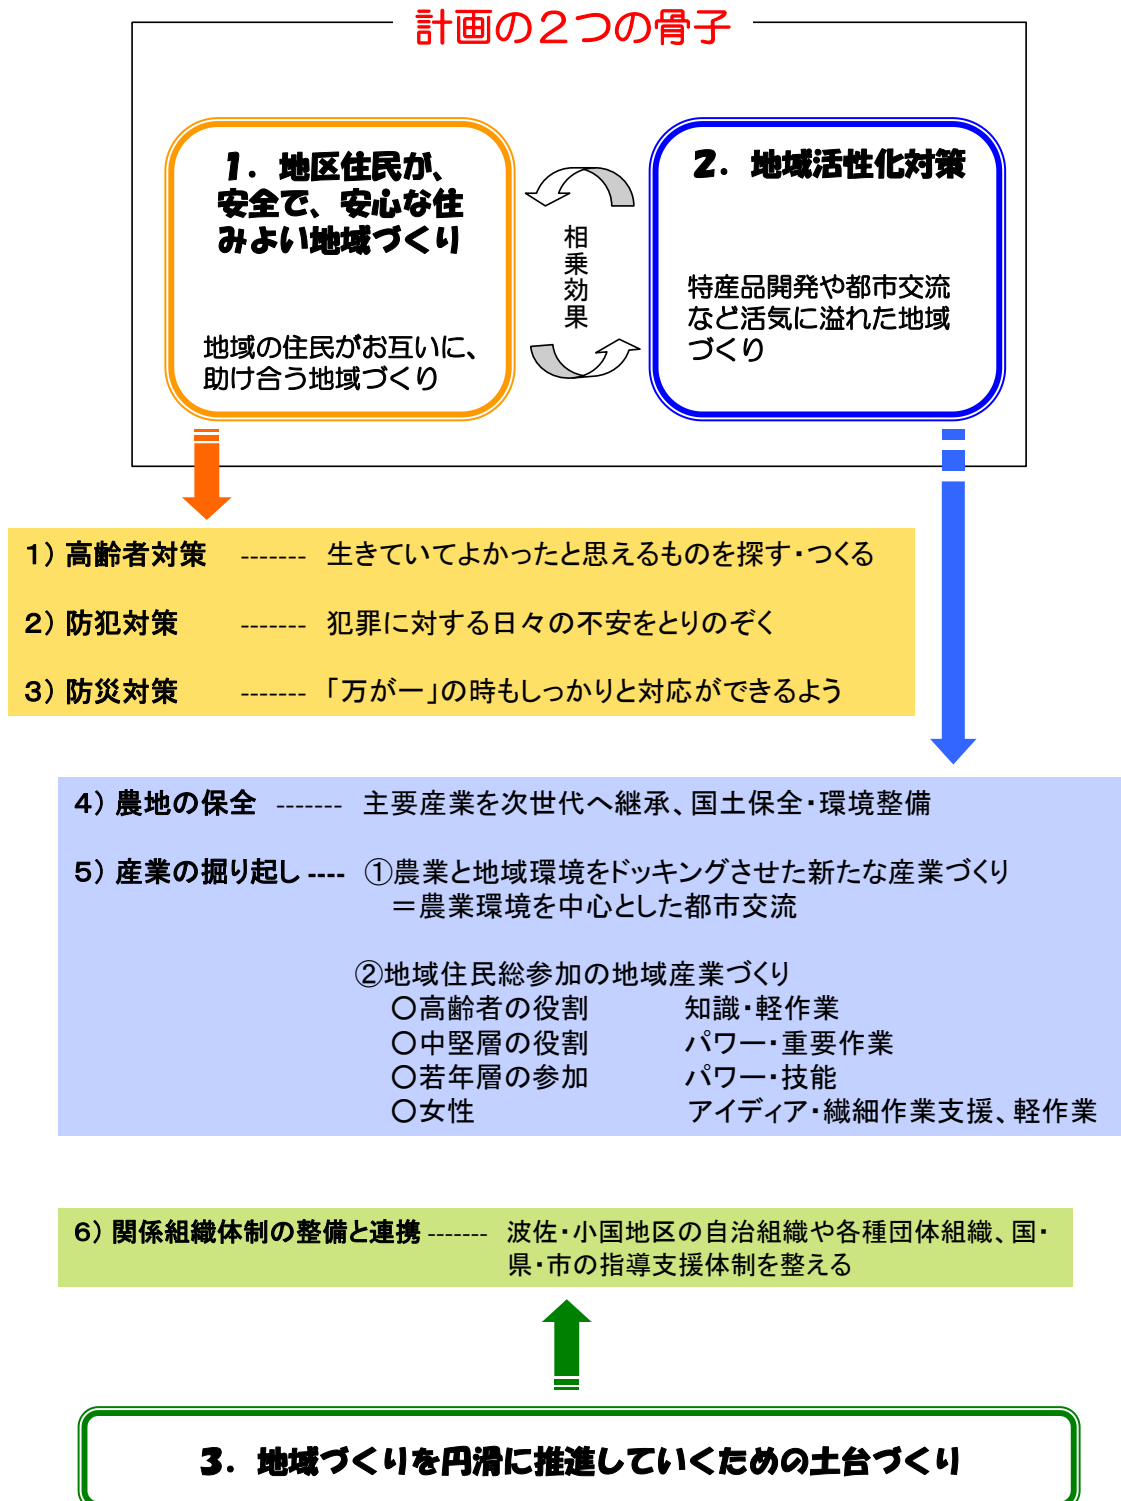 計画の２つの骨子
１．地区住民が、
安全で、安心な住
みよい地域づくり
地域の住民がお互いに、
助け合う地域づくり
相乗効果
２．地域活性化対策
特産品開発や都市交流
など活気に溢れた地域
づくり
１）高齢者対策 ------- 生きていてよかったと思えるものを探す・つくる
２）防犯対策 ------- 犯罪に対する日々の不安をとりのぞく
３）防災対策 ------- 「万が一」の時もしっかりと対応ができるよう
４）農地の保全 ------- 主要産業を次世代へ継承、国土保全・環境整備
５）産業の掘り起し ---- ①農業と地域環境をドッキングさせた新たな産業づくり
＝農業環境を中心とした都市交流
②地域住民総参加の地域産業づくり
○高齢者の役割 知識・軽作業
○中堅層の役割 パワー・重要作業
○若年層の参加 パワー・技能
○女性 アイディア・繊細作業支援、軽作業
６）関係組織体制の整備と連携 ------- 波佐・小国地区の自治組織や各種団体組織、国・
県・市の指導支援体制を整える
３．地域づくりを円滑に推進していくための土台づくり